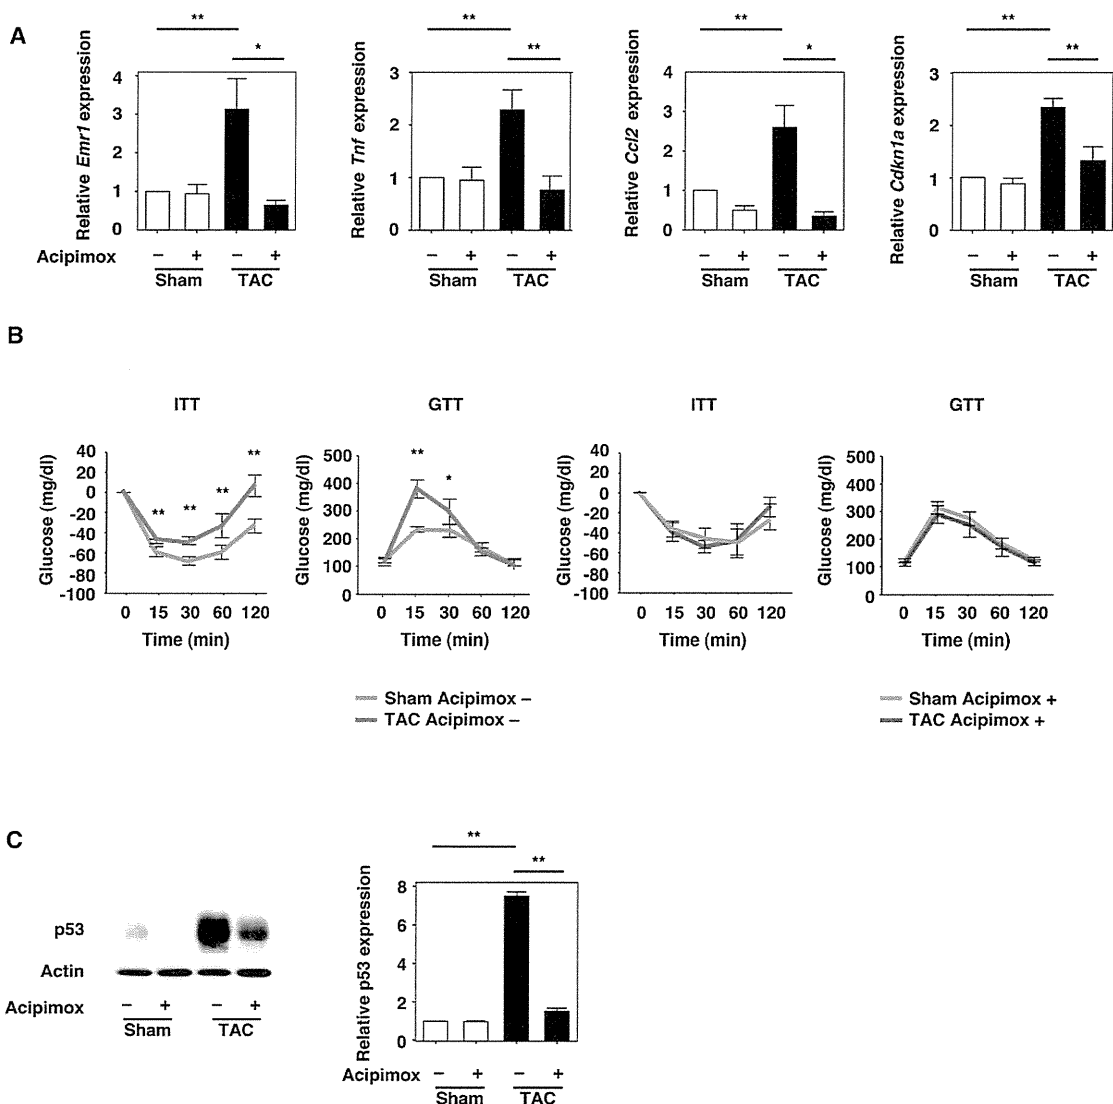 A
** ** ** **
* ** * **
Relative Emr1 expression
4
3
2
1
0
Relative Tnf expression
3
2
1
0
Relative Ccl2 expression
4
3
2
1
0
Relative Cdkn1a expression
3
2
1
0
Acipimox − + − + − + − + − + − + − + − +
Sham TAC Sham TAC Sham TAC Sham TAC
B
ITT GTT ITT GTT
Glucose (mg/dl)
40
20
0
-20
-40
-60
-80
-100
** ** ** **
0 15 30 60 120
Time (min)
Glucose (mg/dl)
500
400
300
200
100
0
** *
0 15 30 60 120
Time (min)
Glucose (mg/dl)
40
20
0
-20
-40
-60
-80
-100
0 15 30 60 120
Time (min)
Glucose (mg/dl)
500
400
300
200
100
0
0 15 30 60 120
Time (min)
Sham Acipimox −
TAC Acipimox −
Sham Acipimox +
TAC Acipimox +
C
p53
Actin
Acipimox − + − +
Sham TAC
**
**
Relative p53 expression
8
6
4
2
0
Acipimox − + − +
Sham TAC